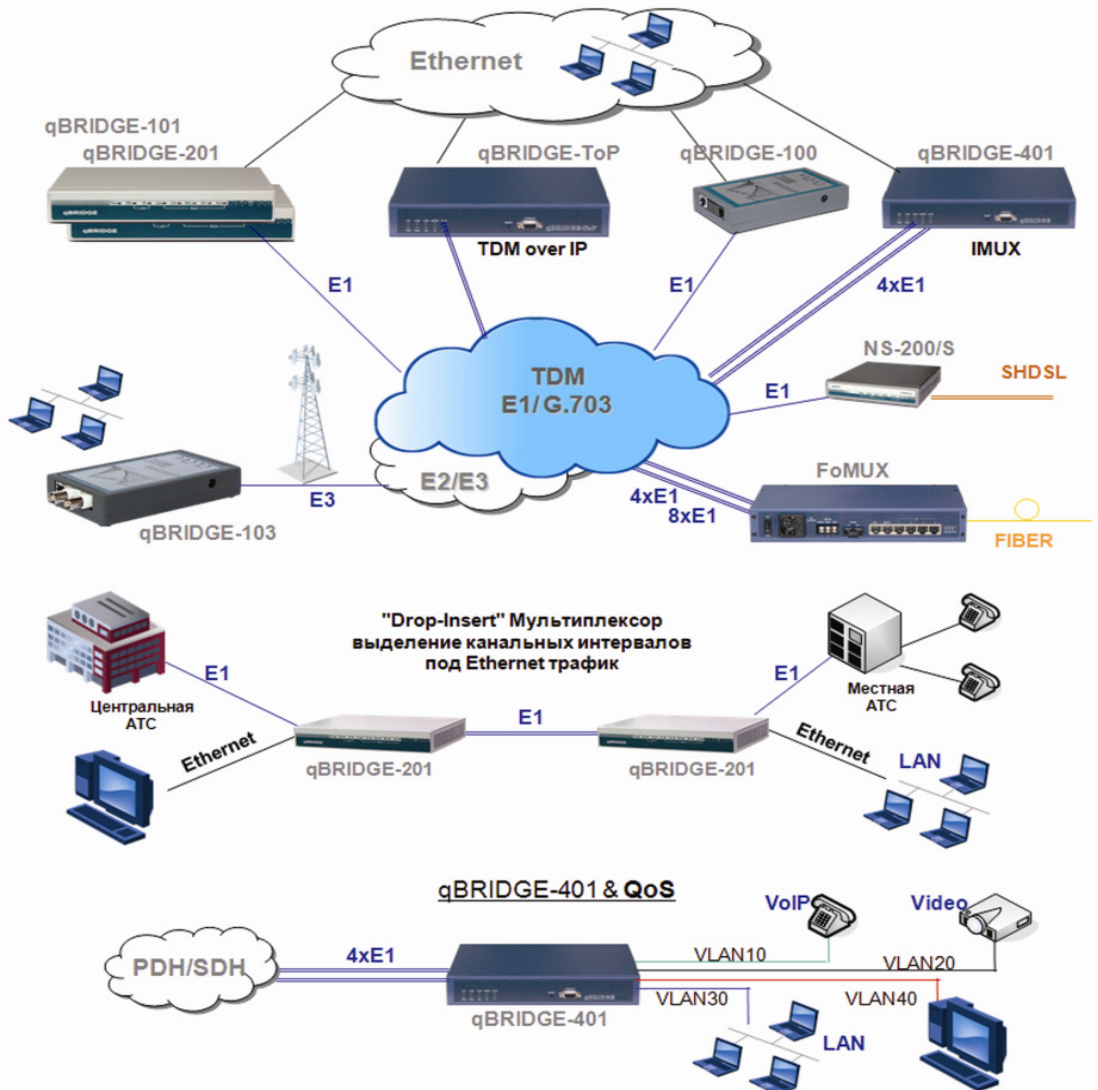 Ethernet
qBRIDGE-101
qBRIDGE-201
qBRIDGE-ToP
qBRIDGE-100
qBRIDGE-401
qBRIDGE
qBRIDGE
TDM over IP
IMUX
E1
E1
4xE1
NS-200/S
TDM
E1/G.703
E1
SHDSL
FoMUX
E2/E3
E3
4xE1
8xE1
qBRIDGE-103
FIBER
"Drop-Insert" Мультиплексор
выделение канальных интервалов
под Ethernet трафик
E1
E1
Центральная
АТС
Местная
АТС
E1
Ethernet
Ethernet
qBRIDGE-201
qBRIDGE-201
LAN
qBRIDGE-401 & QoS
VoIP
Video
4xE1
PDH/SDH
VLAN10
VLAN20
VLAN30
VLAN40
qBRIDGE-401
LAN